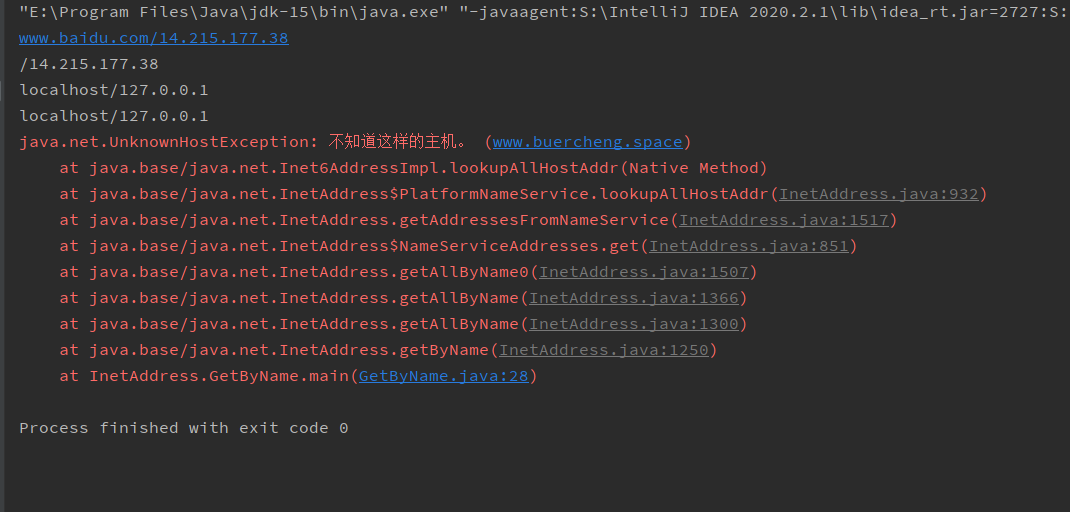 "E:\Program Files\Java\jdk-15\bin\java.exe" "-javaagent:S:\IntelliJ IDEA 2020.2.1\lib\idea_rt.jar=2727:S:
www.baidu.com/14.215.177.38
/14.215.177.38
localhost/127.0.0.1
localhost/127.0.0.1
java.net.UnknownHostException: 不知道这样的主机。 (www.buercheng.space)
    at java.base/java.net.Inet6AddressImpl.lookupAllHostAddr(Native Method)
    at java.base/java.net.InetAddress$PlatformNameService.lookupAllHostAddr(InetAddress.java:932)
    at java.base/java.net.InetAddress.getAddressesFromNameService(InetAddress.java:1517)
    at java.base/java.net.InetAddress$NameServiceAddresses.get(InetAddress.java:851)
    at java.base/java.net.InetAddress.getAllByName0(InetAddress.java:1507)
    at java.base/java.net.InetAddress.getAllByName(InetAddress.java:1366)
    at java.base/java.net.InetAddress.getAllByName(InetAddress.java:1300)
    at java.base/java.net.InetAddress.getByName(InetAddress.java:1250)
    at InetAddress.GetByName.main(GetByName.java:28)
Process finished with exit code 0